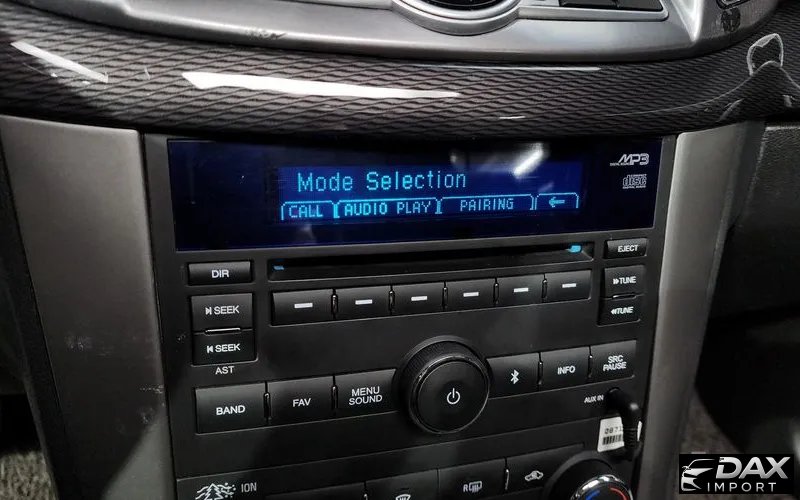 MP3
Mode Selection
CALL AUDIO PLAY PAIRING ←
EJECT
DIR
TUNE
SEEK
TUNE
SEEK
AST
BAND
FAV
MENU
SOUND
INFO
SRC
PAUSE
AUX IN
ION
R
DAX
IMPORT